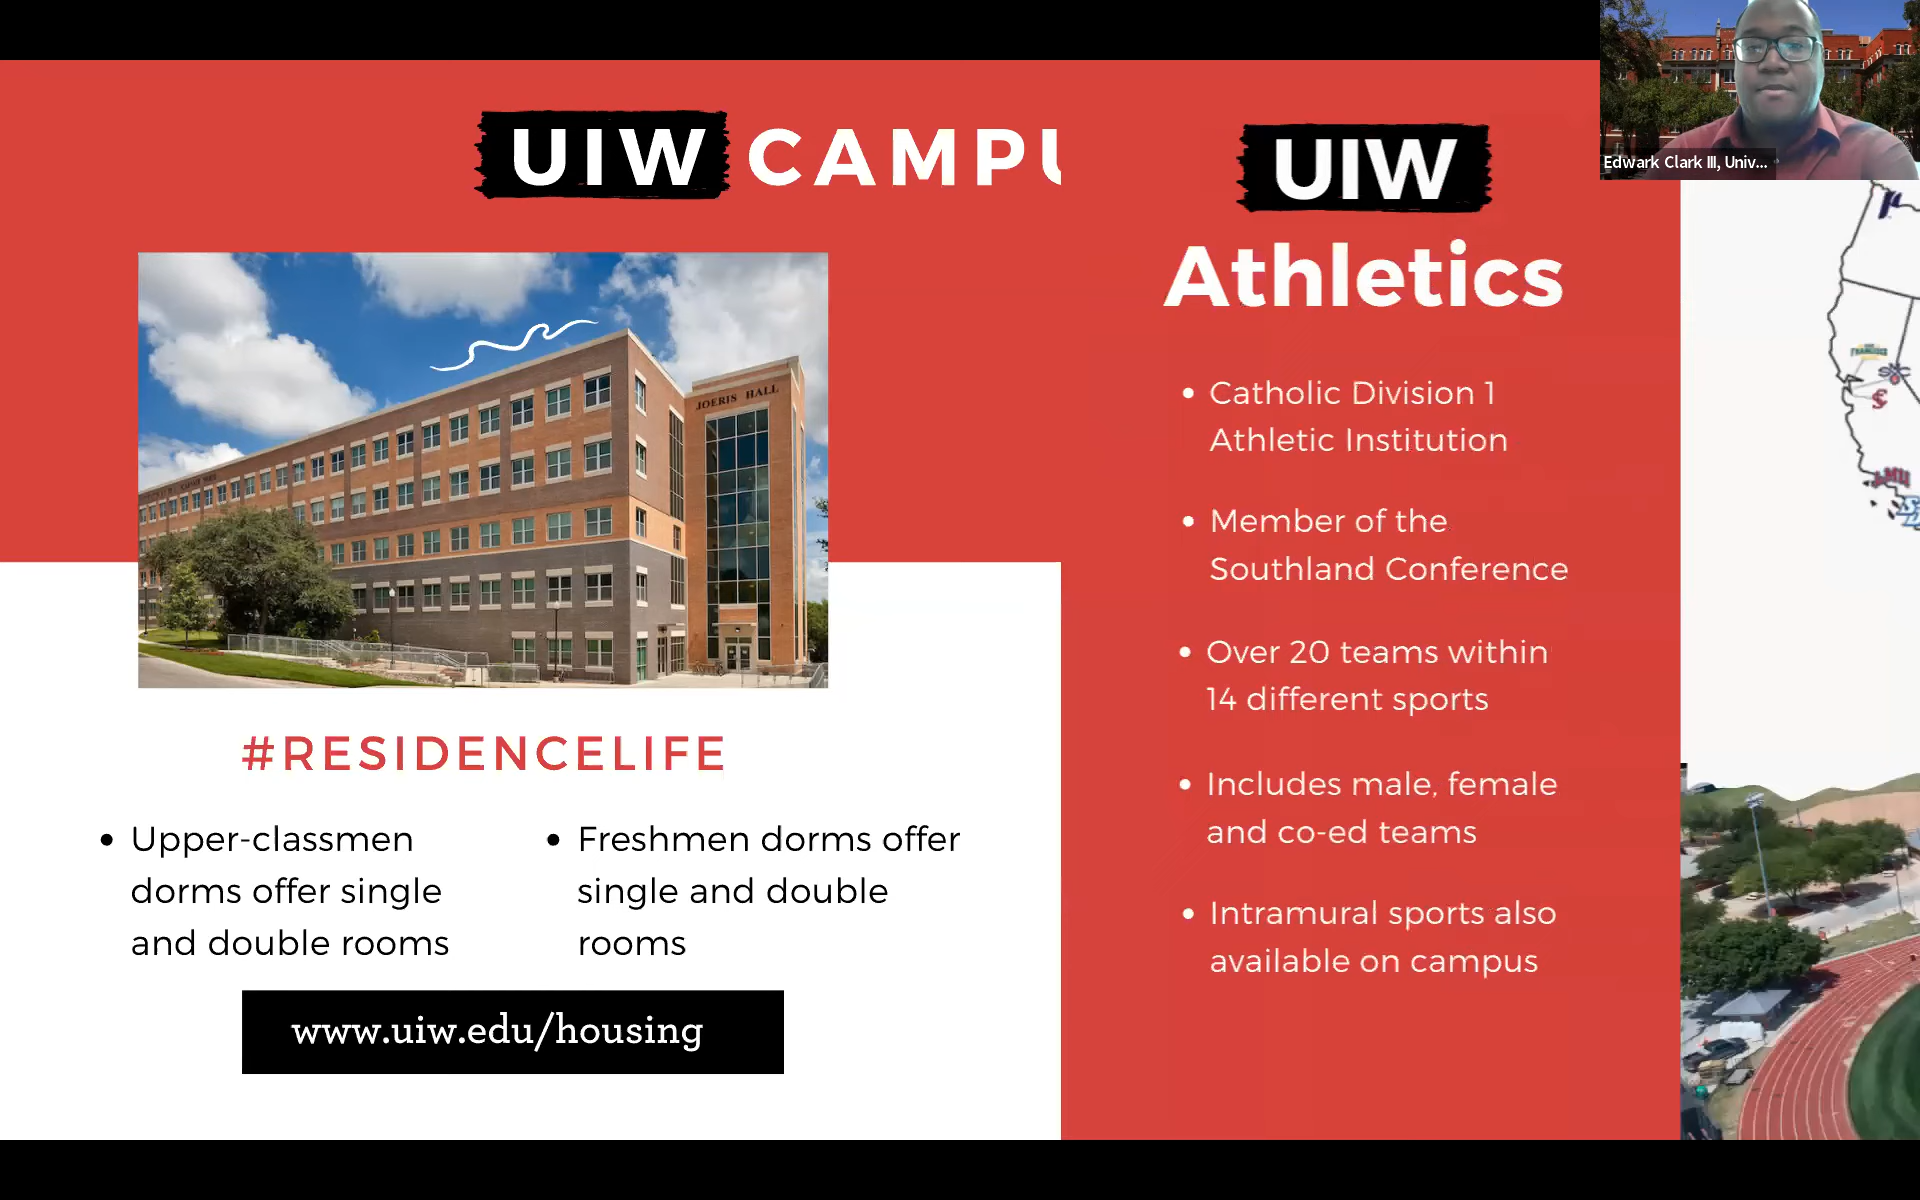 UIW CAMPU
JOERIS HALL
#RESIDENCELIFE
• Upper-classmen
dorms offer single
and double rooms
• Freshmen dorms offer
single and double
rooms
www.uiw.edu/housing
UIW
Athletics
• Catholic Division 1
Athletic Institution
• Member of the
Southland Conference
• Over 20 teams within
14 different sports
• Includes male, female
and co-ed teams
• Intramural sports also
available on campus
Edwark Clark III, Univ...
LMU